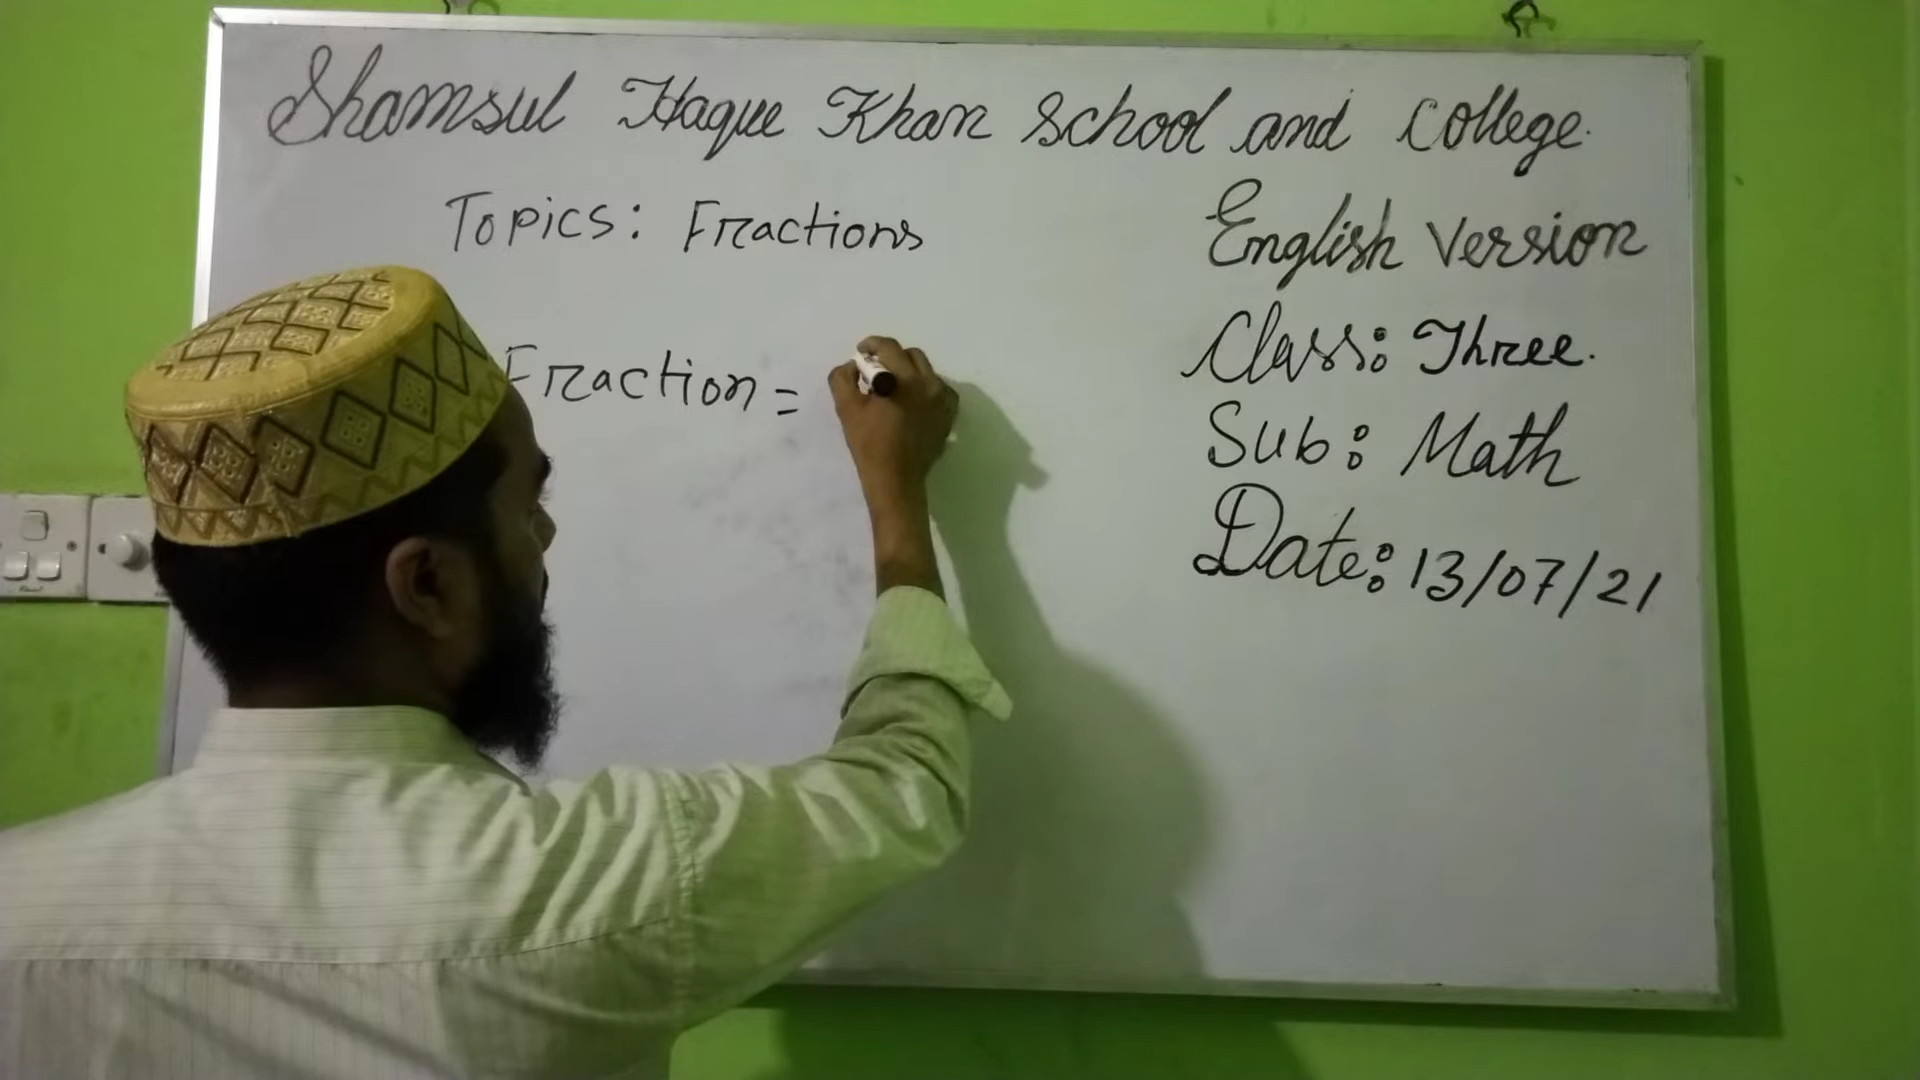 Shamsul Haque Khan School and College.
Topics: Fractions
English Version
Fraction =
Class: Three.
Sub: Math
Date: 13/07/21